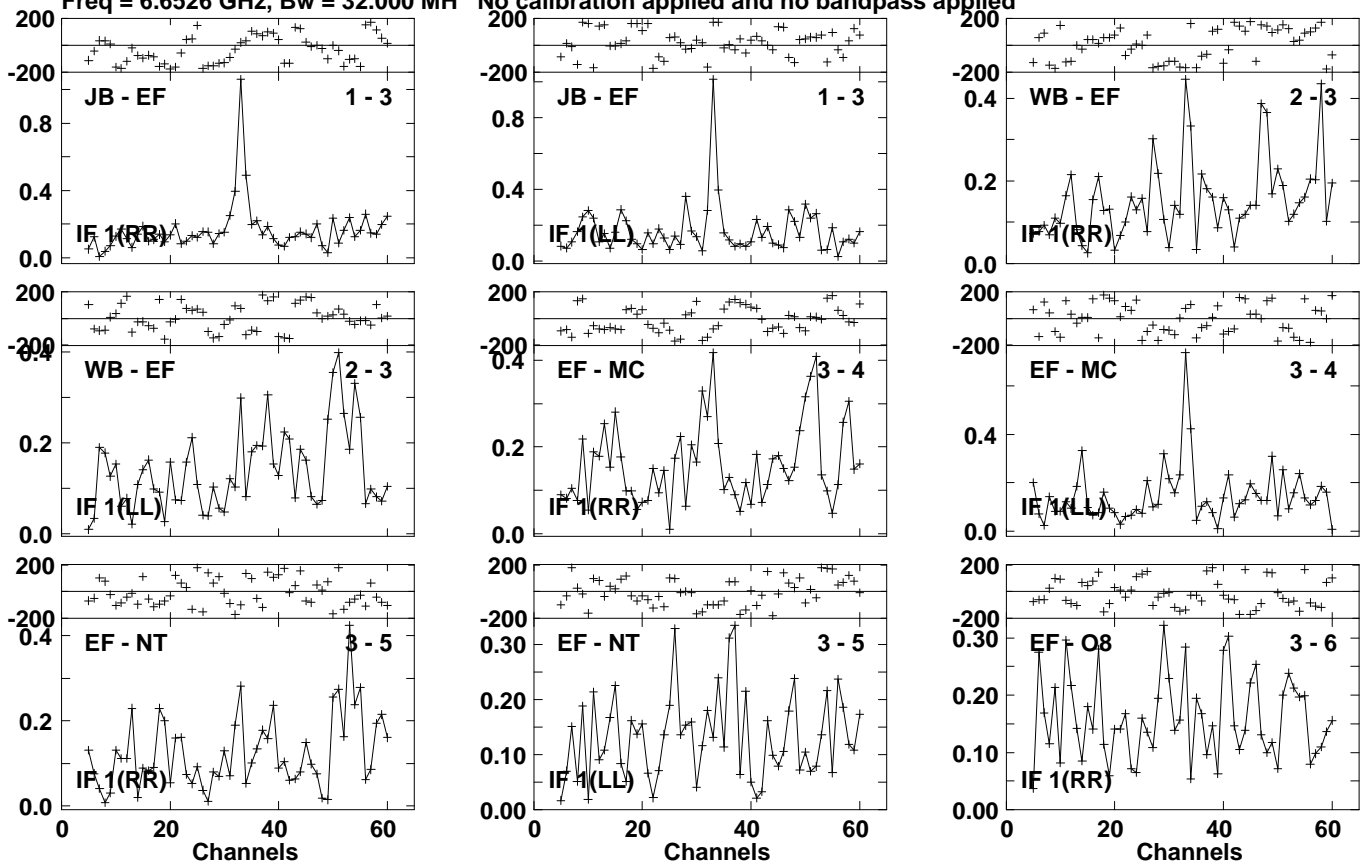 Freq = 6.6526 GHz, Bw = 32.000 MH No calibration applied and no bandpass applied
200
-200
JB - EF 1 - 3
0.8
0.4
0.0
IF 1(RR)
JB - EF 1 - 3
0.8
0.4
0.0
IF 1(LL)
WB - EF 2 - 3
0.4
0.2
0.0
IF 1(RR)
200
-200
0.4
WB - EF 2 - 3
0.2
0.0
IF 1(LL)
EF - MC 3 - 4
0.4
0.2
0.0
IF 1(RR)
200
-200
EF - MC 3 - 4
0.4
0.0
IF 1(LL)
200
-200
EF - NT 3 - 5
0.4
0.2
0.0
IF 1(RR)
0 20 40 60
Channels
200
-200
EF - NT 3 - 5
0.30
0.20
0.10
0.00
IF 1(LL)
0 20 40 60
Channels
200
-200
EF - O8 3 - 6
0.30
0.20
0.10
0.00
IF 1(RR)
0 20 40 60
Channels